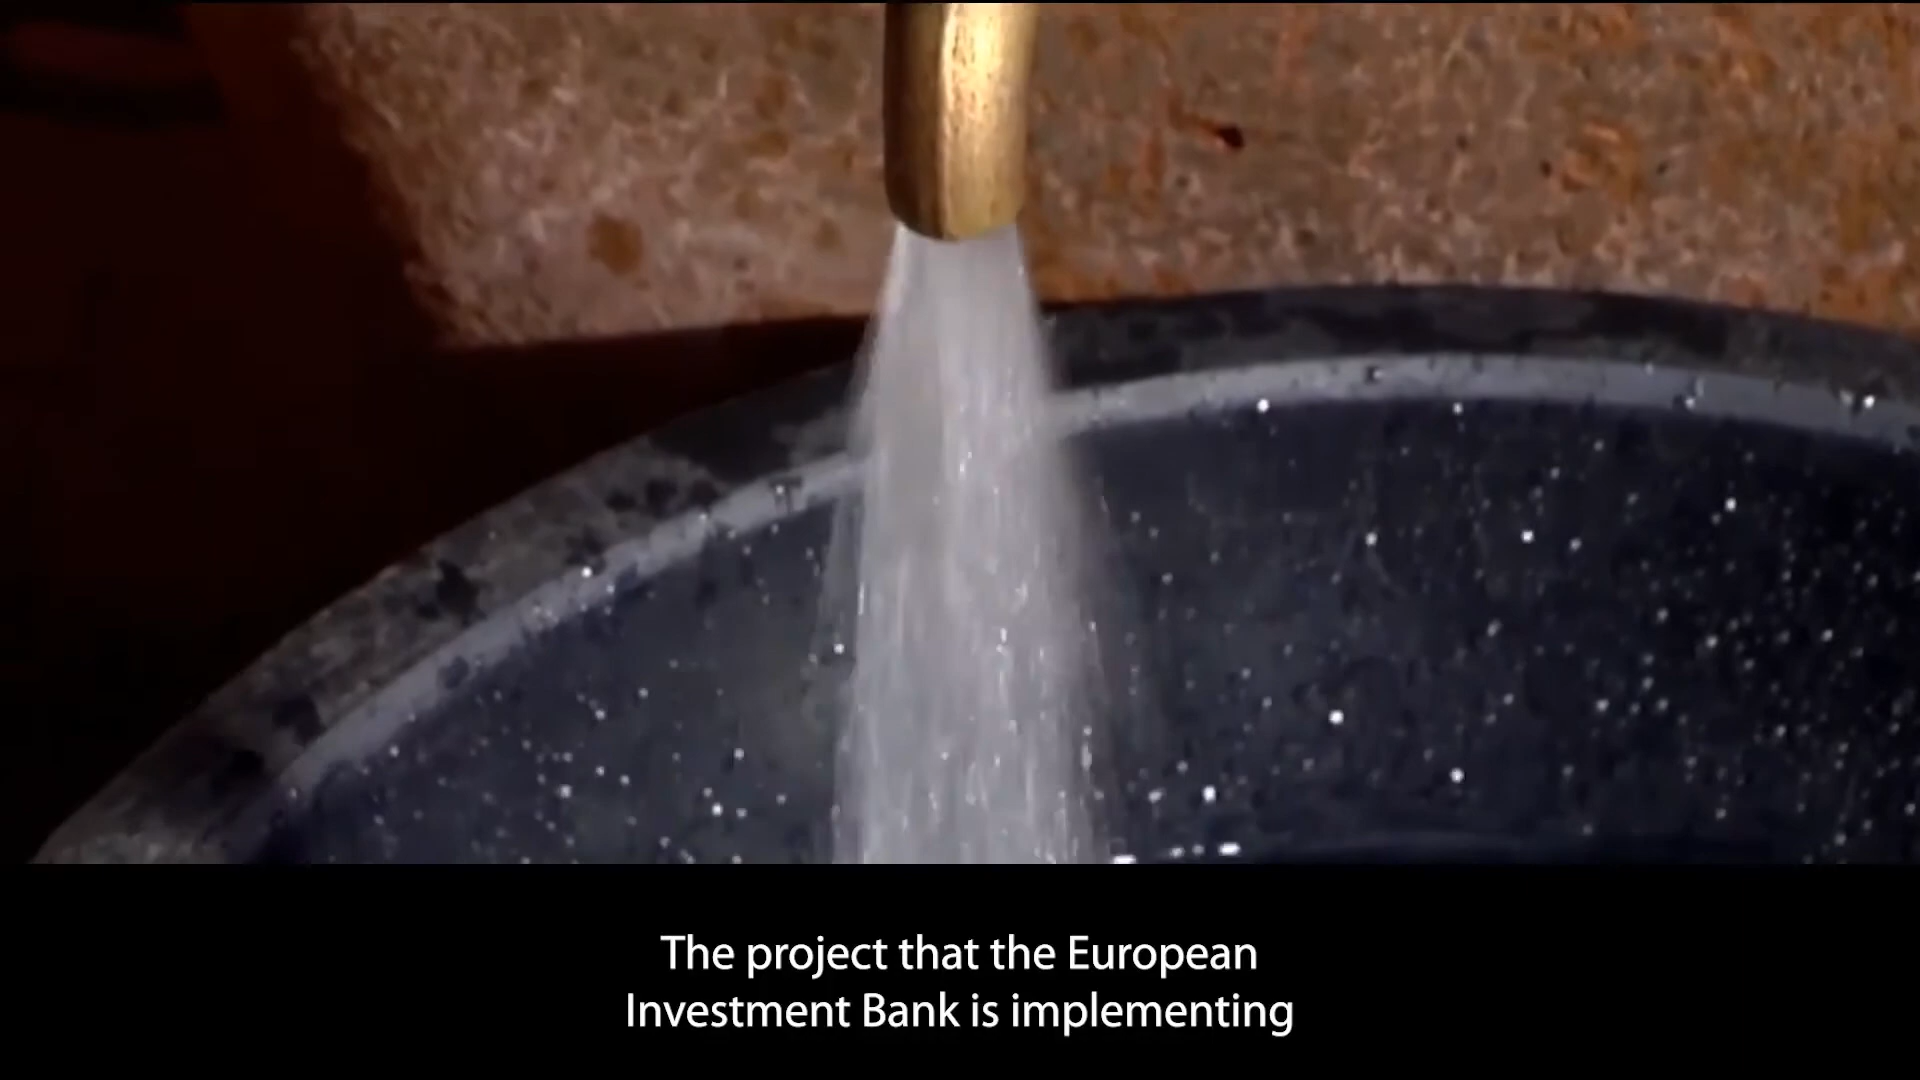 The project that the European
Investment Bank is implementing